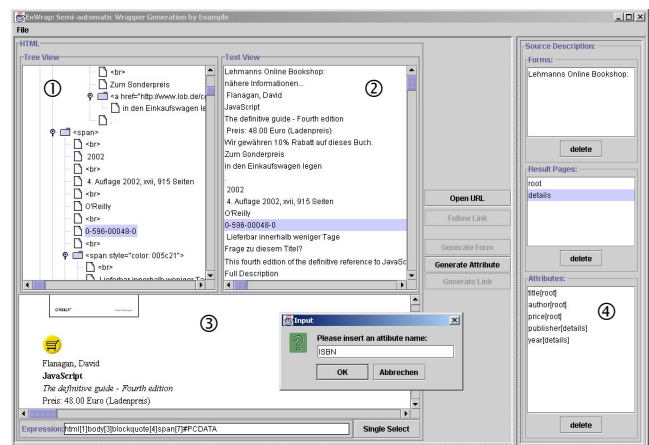 ExWrap: Semi-automatic Wrapper Generation by Example
File
HTML
Tree View
①
<br>
Zum Sonderpreis
<a href="http://www.lob.de/c
in den Einkaufswagen le
.
<span>
<br>
2002
<br>
4. Auflage 2002, xvii, 915 Seiten
<br>
O'Reilly
<br>
0-596-00048-0
<br>
<span style="color: 005c21">
<br>
Lieferbar innerhalb weniger Ta
Text View
②
Lehmanns Online Bookshop:
nähere Informationen...
Flanagan, David
JavaScript
The definitive guide - Fourth edition
Preis: 48.00 Euro (Ladenpreis)
Wir gewähren 10% Rabatt auf dieses Buch.
Zum Sonderpreis
in den Einkaufswagen legen
.
2002
4. Auflage 2002, xvii, 915 Seiten
O'Reilly
0-596-00048-0
Lieferbar innerhalb weniger Tage
Frage zu diesem Titel?
This fourth edition of the definitive reference to JavaSc
Full Description
③
O'REILLY'
Flanagan, David
JavaScript
The definitive guide - Fourth edition
Preis: 48.00 Euro (Ladenpreis)
Expression: html[1]body[3]blockquote[4]span[7]#PCDATA
Single Select
Open URL
Follow Link
Generate Form
Generate Attribute
Generate Link
Input
Please insert an attibute name:
ISBN
OK
Abbrechen
Source Description:
Forms:
Lehmanns Online Bookshop:
delete
Result Pages:
root
details
delete
Attributes:
title[root]
author[root]
price[root]
publisher[details]
year[details]
④
delete